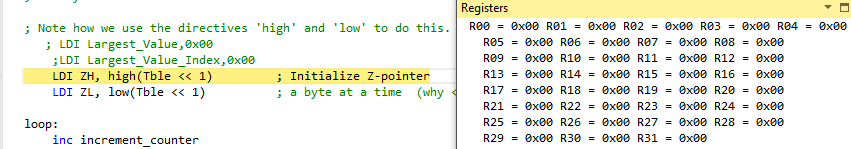 ; Note how we use the directives 'high' and 'low' to do this.
; LDI Largest_Value,0x00
;LDI Largest_Value_Index,0x00
LDI ZH, high(Tble << 1) ; Initialize Z-pointer
LDI ZL, low(Tble << 1) ; a byte at a time (why <
loop:
inc increment_counter
Registers
R00 = 0x00 R01 = 0x00 R02 = 0x00 R03 = 0x00 R04 = 0x00
R05 = 0x00 R06 = 0x00 R07 = 0x00 R08 = 0x00
R09 = 0x00 R10 = 0x00 R11 = 0x00 R12 = 0x00
R13 = 0x00 R14 = 0x00 R15 = 0x00 R16 = 0x00
R17 = 0x00 R18 = 0x00 R19 = 0x00 R20 = 0x00
R21 = 0x00 R22 = 0x00 R23 = 0x00 R24 = 0x00
R25 = 0x00 R26 = 0x00 R27 = 0x00 R28 = 0x00
R29 = 0x00 R30 = 0x00 R31 = 0x00